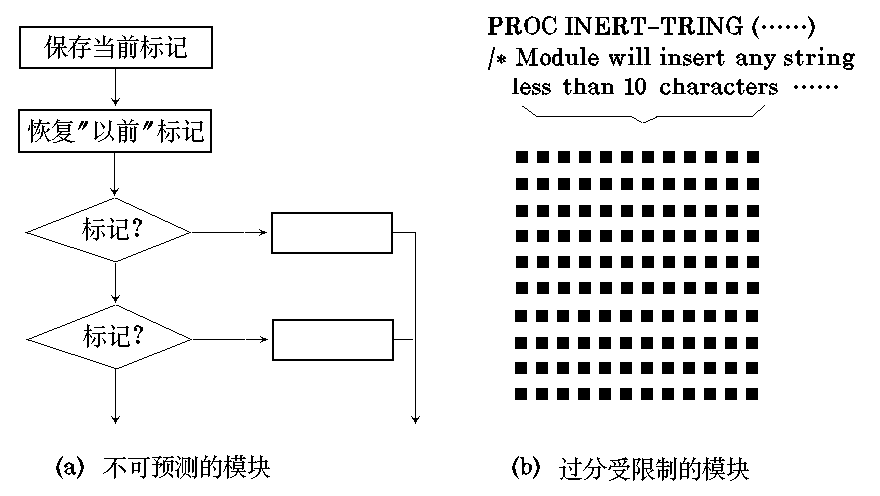 保存当前标记
恢复″以前″标记
标记?
标记?
(a) 不可预测的模块
PROC INERT-TRING (······)
/* Module will insert any string
less than 10 characters ······
(b) 过分受限制的模块